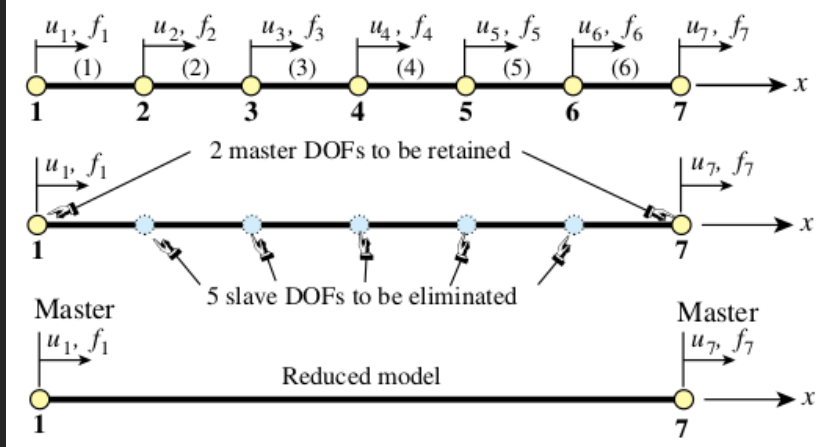 u1, f1 u2, f2 u3, f3 u4, f4 u5, f5 u6, f6 u7, f7
(1) (2) (3) (4) (5) (6)
x
1 2 3 4 5 6 7
2 master DOFs to be retained
u1, f1 u7, f7
x
1 7
5 slave DOFs to be eliminated
Master Master
u1, f1 u7, f7
Reduced model
x
1 7